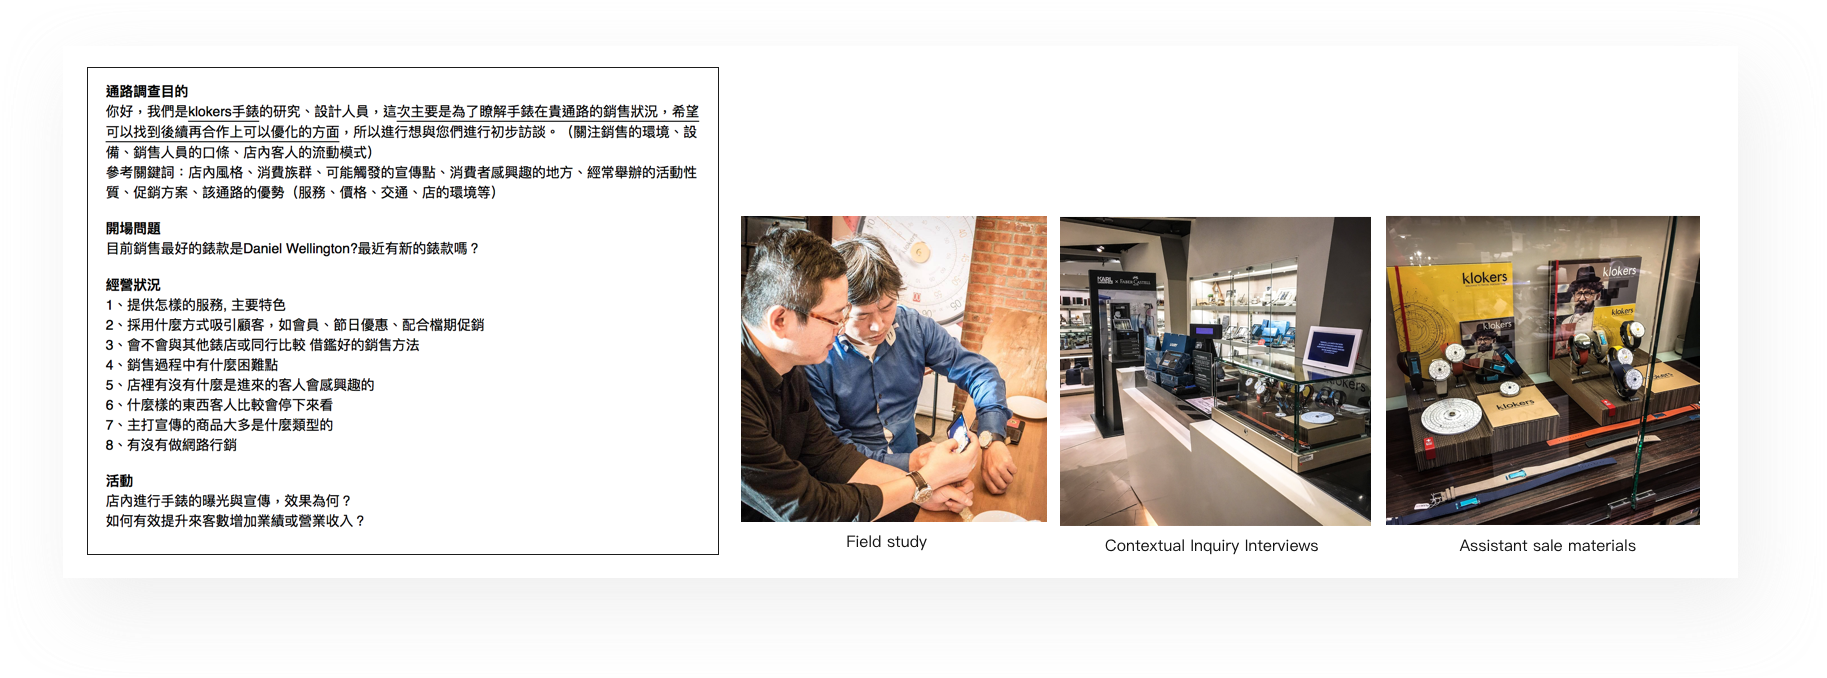 通路調查目的
你好，我們是klokers手錶的研究、設計人員，這次主要是為了瞭解手錶在貴通路的銷售狀況，希望
可以找到後續再合作上可以優化的方面，所以進行想與您們進行初步訪談。（關注銷售的環境、設
備、銷售人員的口條、店內客人的流動模式）
參考關鍵詞：店內風格、消費族群、可能觸發的宣傳點、消費者感興趣的地方、經常舉辦的活動性
質、促銷方案、該通路的優勢（服務、價格、交通、店的環境等）
開場問題
目前銷售最好的錶款是Daniel Wellington?最近有新的錶款嗎？
經營狀況
1、提供怎樣的服務, 主要特色
2、採用什麼方式吸引顧客，如會員、節日優惠、配合檔期促銷
3、會不會與其他錶店或同行比較 借鑑好的銷售方法
4、銷售過程中有什麼困難點
5、店裡有沒有什麼是進來的客人會感興趣的
6、什麼樣的東西客人比較會停下來看
7、主打宣傳的商品大多是什麼類型的
8、有沒有做網路行銷
活動
店內進行手錶的曝光與宣傳，效果為何？
如何有效提升來客數增加業績或營業收入？
FABER-CASTELL
klokers
klokers
klokers
klokers
klokers
klokers
Field study
Contextual Inquiry Interviews
Assistant sale materials